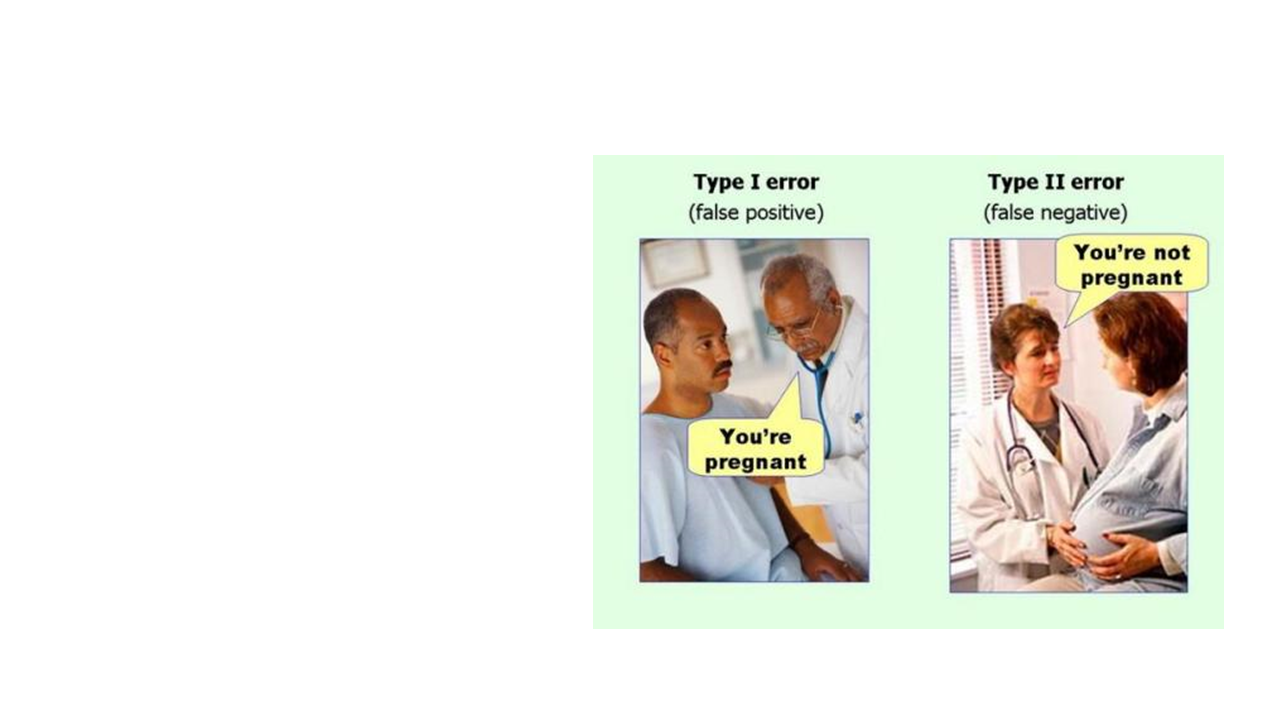 Type I error
(false positive)
You're
pregnant
Type II error
(false negative)
You're not
pregnant